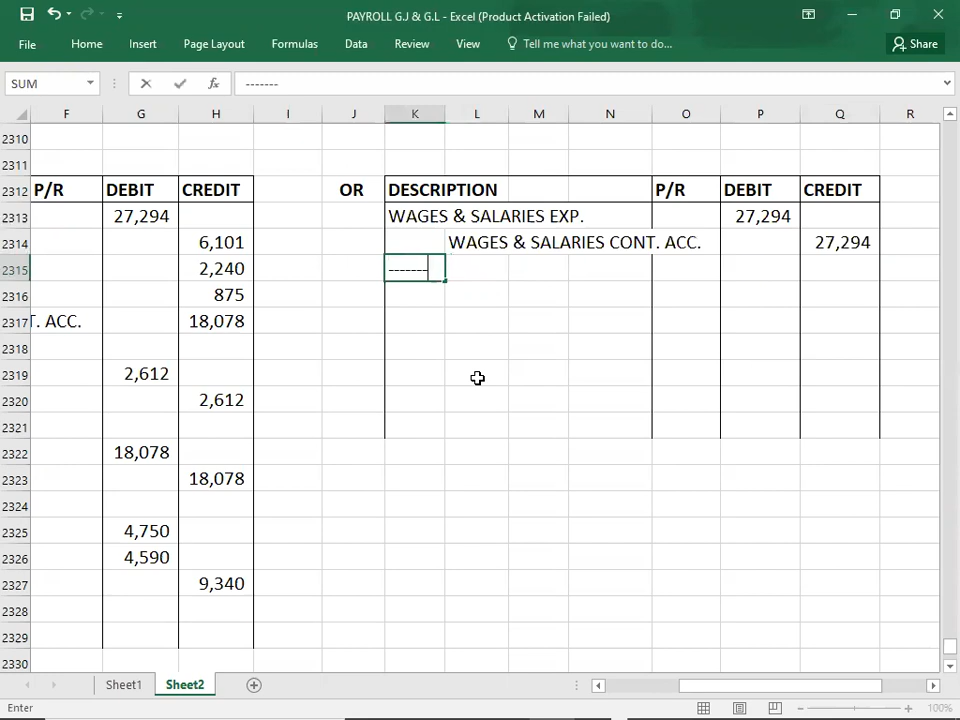 PAYROLL G.J & G.L - Excel (Product Activation Failed)
File Home Insert Page Layout Formulas Data Review View Tell me what you want to do... Share
SUM fx -------
F G H I J K L M N O P Q R
2310
2311
2312 P/R DEBIT CREDIT OR DESCRIPTION P/R DEBIT CREDIT
2313 27,294 WAGES & SALARIES EXP. 27,294
2314 6,101 WAGES & SALARIES CONT. ACC. 27,294
2315 2,240 -------
2316 875
2317 T. ACC. 18,078
2318
2319 2,612
2320 2,612
2321
2322 18,078
2323 18,078
2324
2325 4,750
2326 4,590
2327 9,340
2328
2329
2330
Sheet1 Sheet2
Enter 100%